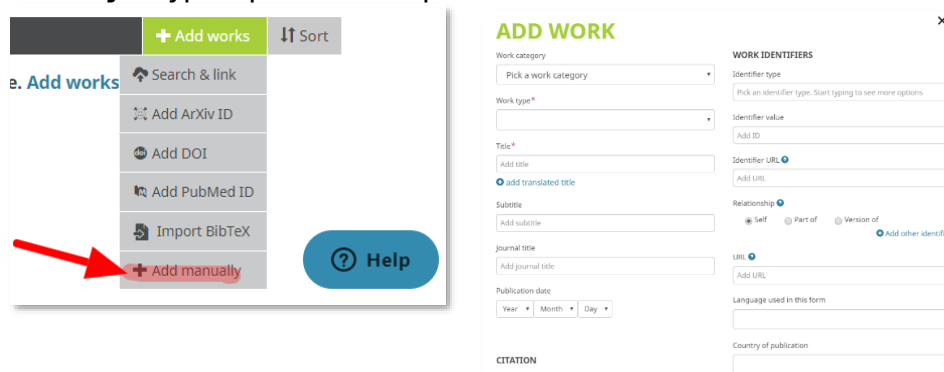 + Add works
Sort
e. Add works
Search & link
Add ArXiv ID
doi Add DOI
Add PubMed ID
Import BibTeX
+ Add manually
? Help
ADD WORK
Work category
Pick a work category
Work type*
Title*
Add title
add translated title
Subtitle
Add subtitle
Journal title
Add journal title
Publication date
Year Month Day
CITATION
WORK IDENTIFIERS
Identifier type
Pick an identifier type. Start typing to see more options
Identifier value
Add ID
Identifier URL
Add URL
Relationship
Self Part of Version of
Add other identifi
URL
Add URL
Language used in this form
Country of publication